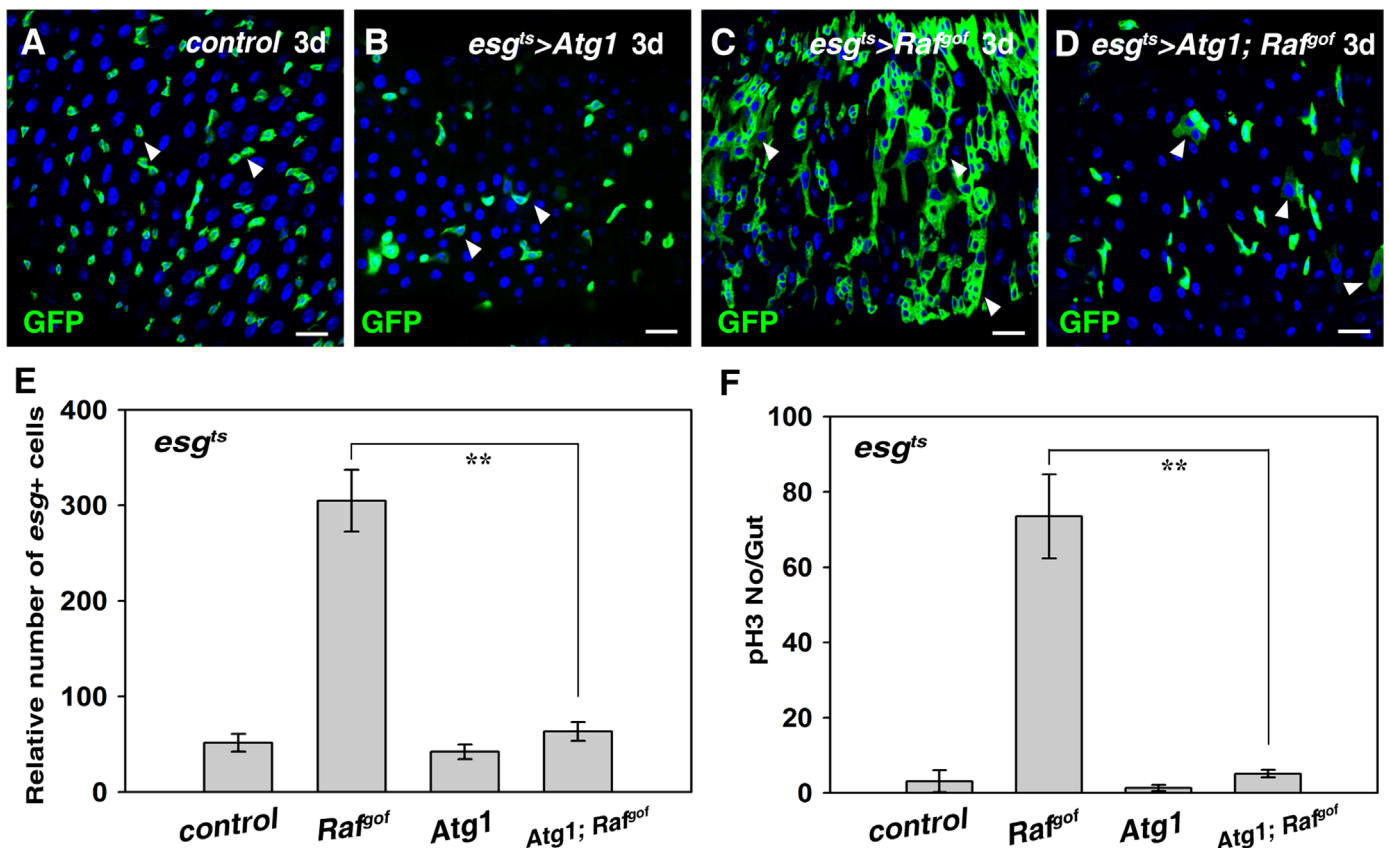 A control 3d
B esgᵗˢ>Atg1 3d
C esgᵗˢ>Rafᵍᵒᶠ 3d
D esgᵗˢ>Atg1; Rafᵍᵒᶠ 3d
GFP
GFP
GFP
GFP
E
Relative number of esg+ cells
400
300
200
100
0
esgᵗˢ
**
control
Rafᵍᵒᶠ
Atg1
Atg1; Rafᵍᵒᶠ
F
pH3 No/Gut
100
80
60
40
20
0
esgᵗˢ
**
control
Rafᵍᵒᶠ
Atg1
Atg1; Rafᵍᵒᶠ